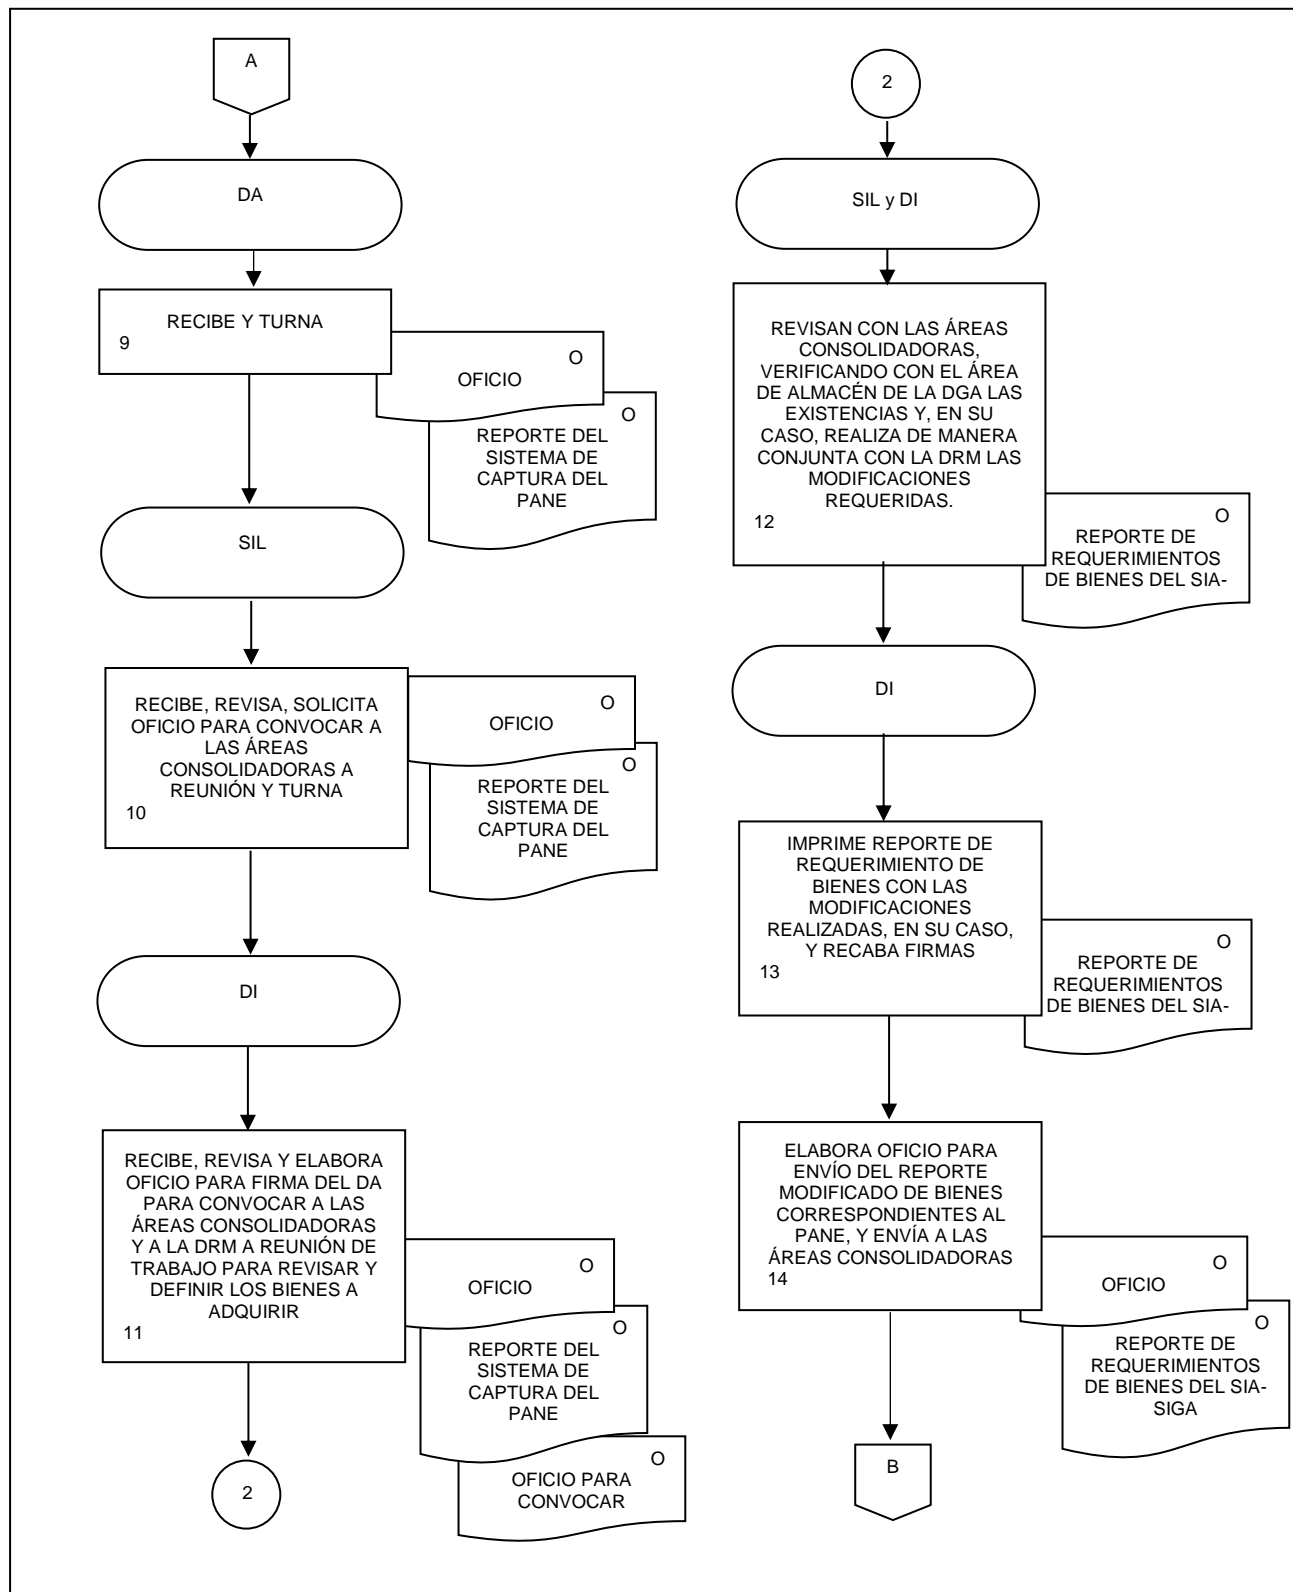 A
DA
RECIBE Y TURNA
9
O
OFICIO
O
REPORTE DEL
SISTEMA DE
CAPTURA DEL
PANE
SIL
RECIBE, REVISA, SOLICITA
OFICIO PARA CONVOCAR A
LAS ÁREAS
CONSOLIDADORAS A
REUNIÓN Y TURNA
10
O
OFICIO
O
REPORTE DEL
SISTEMA DE
CAPTURA DEL
PANE
DI
RECIBE, REVISA Y ELABORA
OFICIO PARA FIRMA DEL DA
PARA CONVOCAR A LAS
ÁREAS CONSOLIDADORAS
Y A LA DRM A REUNIÓN DE
TRABAJO PARA REVISAR Y
DEFINIR LOS BIENES A
ADQUIRIR
11
O
OFICIO
O
REPORTE DEL
SISTEMA DE
CAPTURA DEL
PANE
O
OFICIO PARA
CONVOCAR
2
2
SIL y DI
REVISAN CON LAS ÁREAS
CONSOLIDADORAS,
VERIFICANDO CON EL ÁREA
DE ALMACÉN DE LA DGA LAS
EXISTENCIAS Y, EN SU
CASO, REALIZA DE MANERA
CONJUNTA CON LA DRM LAS
MODIFICACIONES
REQUERIDAS.
12
O
REPORTE DE
REQUERIMIENTOS
DE BIENES DEL SIA-
DI
IMPRIME REPORTE DE
REQUERIMIENTO DE
BIENES CON LAS
MODIFICACIONES
REALIZADAS, EN SU CASO,
Y RECABA FIRMAS
13
O
REPORTE DE
REQUERIMIENTOS
DE BIENES DEL SIA-
ELABORA OFICIO PARA
ENVÍO DEL REPORTE
MODIFICADO DE BIENES
CORRESPONDIENTES AL
PANE, Y ENVÍA A LAS
ÁREAS CONSOLIDADORAS
14
O
OFICIO
O
REPORTE DE
REQUERIMIENTOS
DE BIENES DEL SIA-
SIGA
B